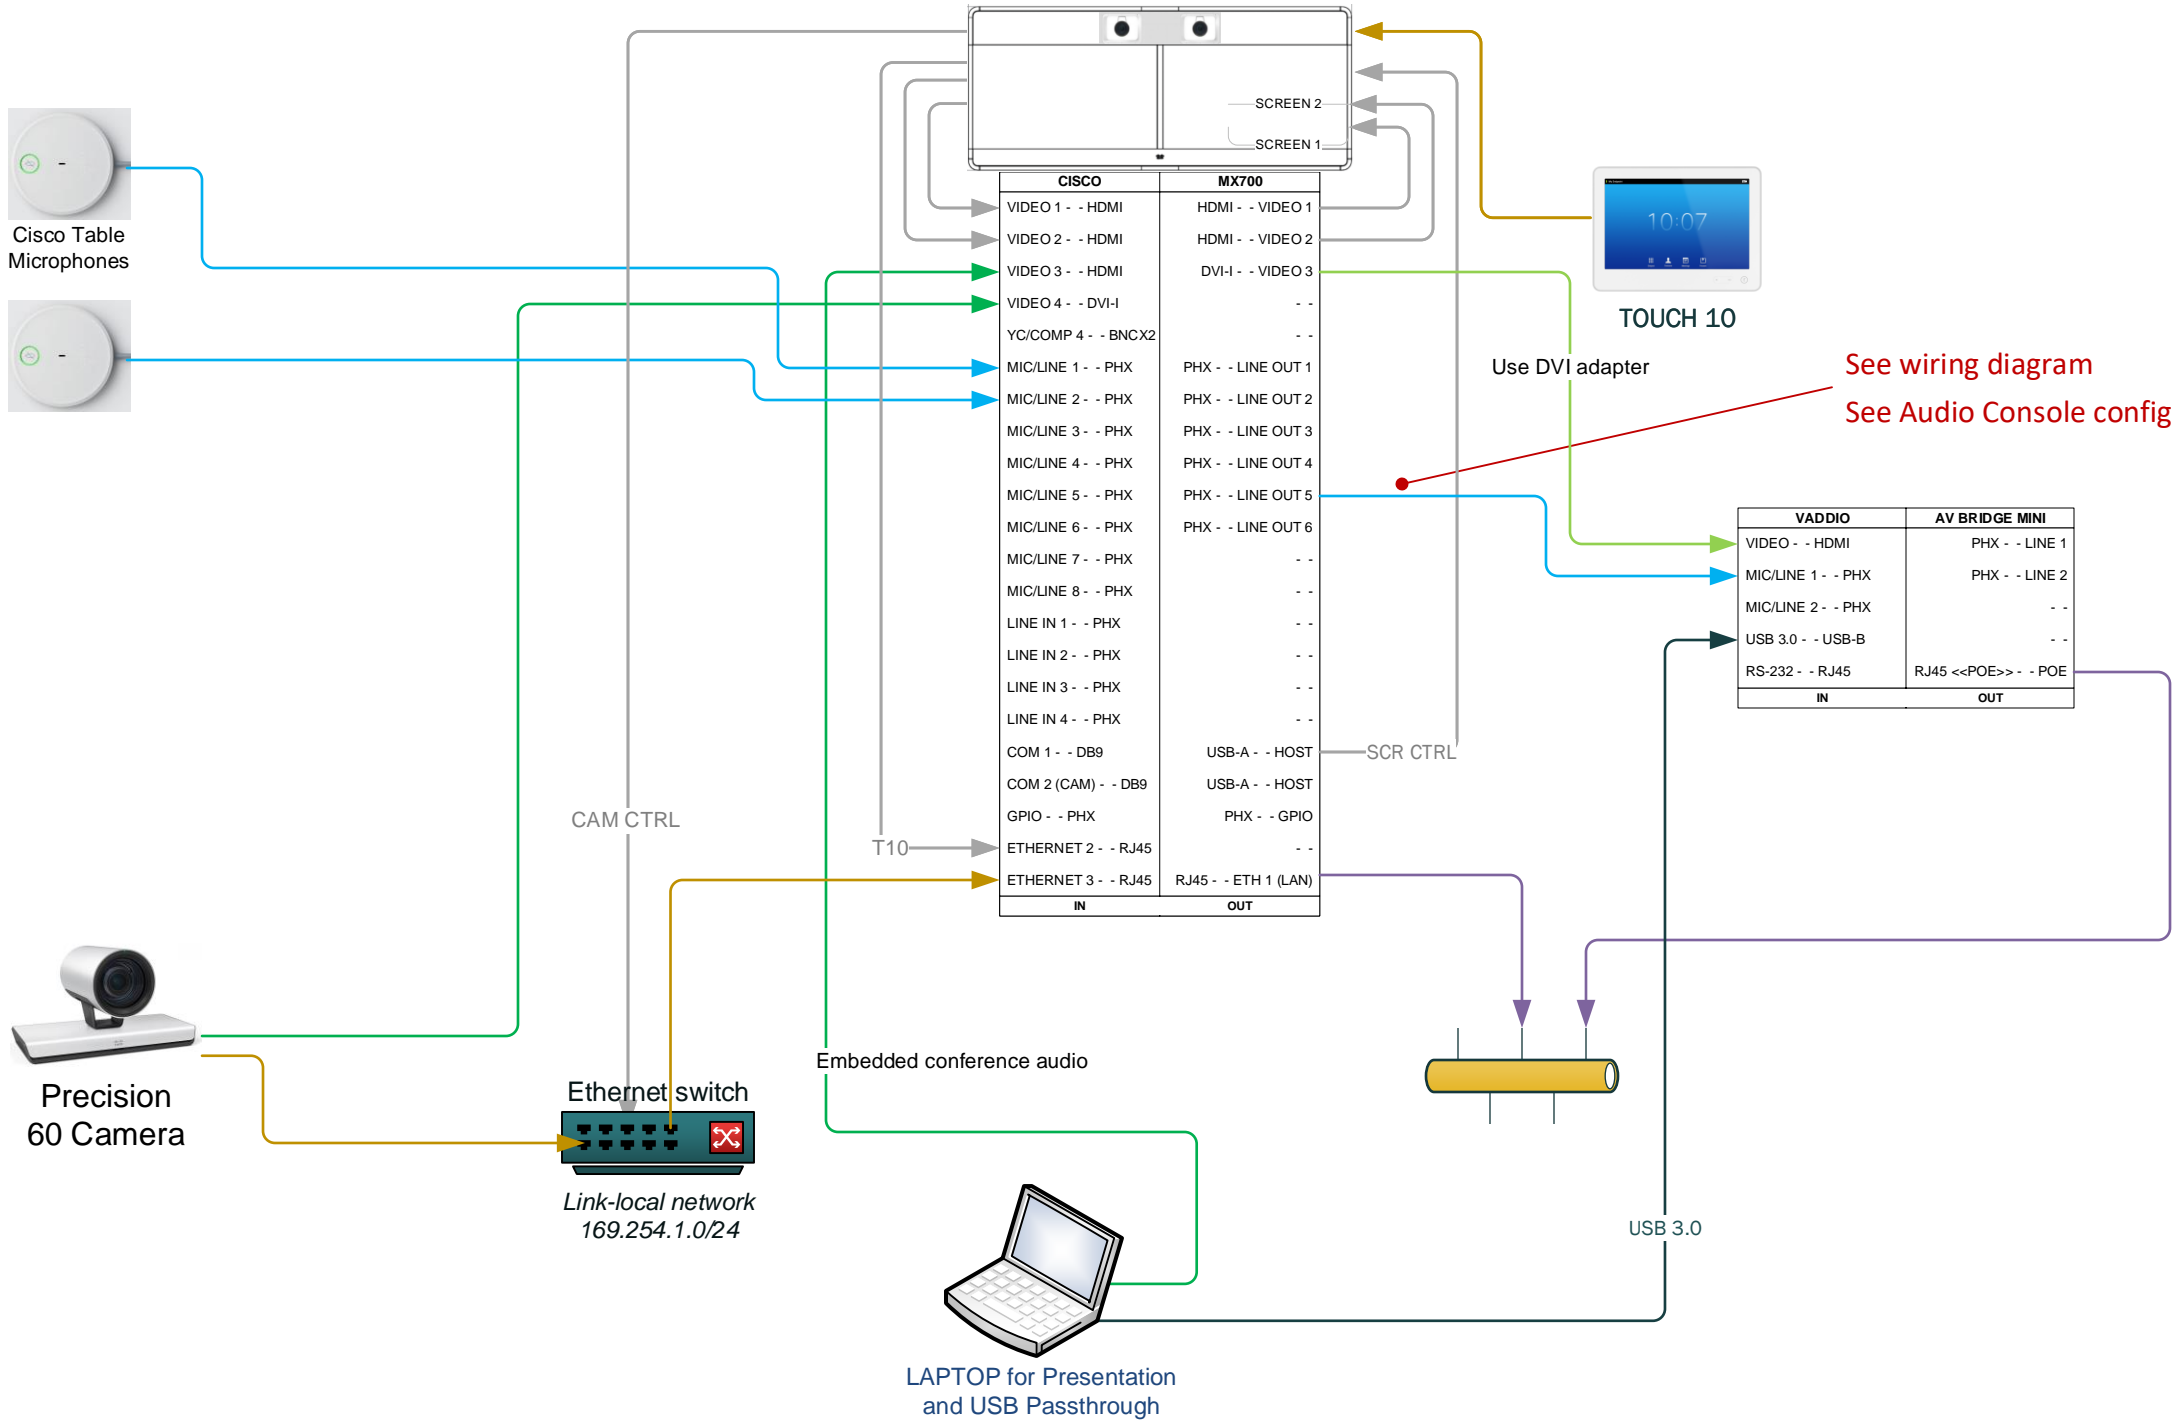 SCREEN 2
SCREEN 1
CISCO MX700
VIDEO 1 - - HDMI HDMI - - VIDEO 1
VIDEO 2 - - HDMI HDMI - - VIDEO 2
VIDEO 3 - - HDMI DVI-I - - VIDEO 3
VIDEO 4 - - DVI-I - -
YC/COMP 4 - - BNCX2 - -
MIC/LINE 1 - - PHX PHX - - LINE OUT 1
MIC/LINE 2 - - PHX PHX - - LINE OUT 2
MIC/LINE 3 - - PHX PHX - - LINE OUT 3
MIC/LINE 4 - - PHX PHX - - LINE OUT 4
MIC/LINE 5 - - PHX PHX - - LINE OUT 5
MIC/LINE 6 - - PHX PHX - - LINE OUT 6
MIC/LINE 7 - - PHX - -
MIC/LINE 8 - - PHX - -
LINE IN 1 - - PHX - -
LINE IN 2 - - PHX - -
LINE IN 3 - - PHX - -
LINE IN 4 - - PHX - -
COM 1 - - DB9 USB-A - - HOST
COM 2 (CAM) - - DB9 USB-A - - HOST
GPIO - - PHX PHX - - GPIO
ETHERNET 2 - - RJ45 - -
ETHERNET 3 - - RJ45 RJ45 - - ETH 1 (LAN)
IN OUT
Cisco Table
Microphones
10:07
TOUCH 10
Use DVI adapter
See wiring diagram
See Audio Console config
VADDIO AV BRIDGE MINI
VIDEO - - HDMI PHX - - LINE 1
MIC/LINE 1 - - PHX PHX - - LINE 2
MIC/LINE 2 - - PHX - -
USB 3.0 - - USB-B - -
RS-232 - - RJ45 RJ45 <<POE>> - - POE
IN OUT
SCR CTRL
CAM CTRL
T10
Precision
60 Camera
Embedded conference audio
Ethernet switch
Link-local network
169.254.1.0/24
USB 3.0
LAPTOP for Presentation
and USB Passthrough